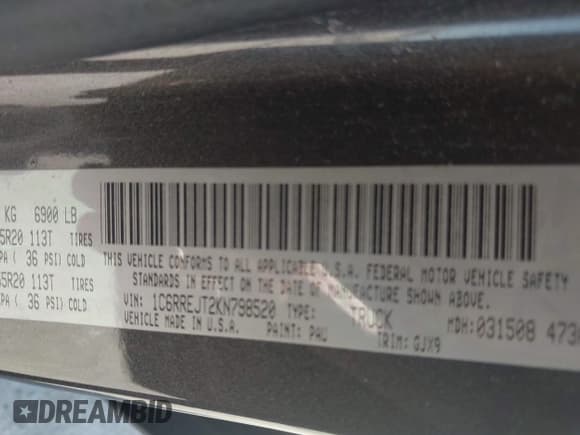 KG 6900 LB
5R20 113T TIRES
PA ( 36 PSI) COLD
5R20 113T TIRES
PA ( 36 PSI) COLD
THIS VEHICLE CONFORMS TO ALL APPLICABLE U.S.A. FEDERAL MOTOR VEHICLE SAFETY
STANDARDS IN EFFECT ON THE DATE OF MANUFACTURE SHOWN ABOVE.
VIN: 1C6RREJT2KN798520 TYPE: TRUCK MDH: 031508 473
VEHICLE MADE IN U.S.A. PAINT: PAU TRIM: GJX9
DREAMBID